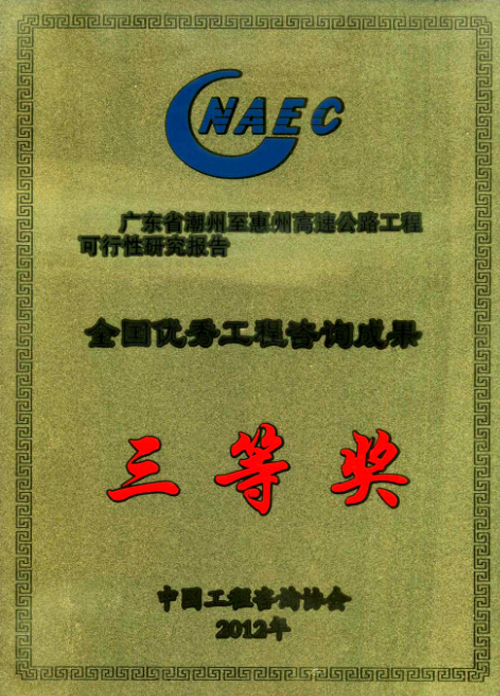 CNAEC
广东省潮州至惠州高速公路工程
可行性研究报告
全国优秀工程咨询成果
三等奖
中国工程咨询协会
2012年